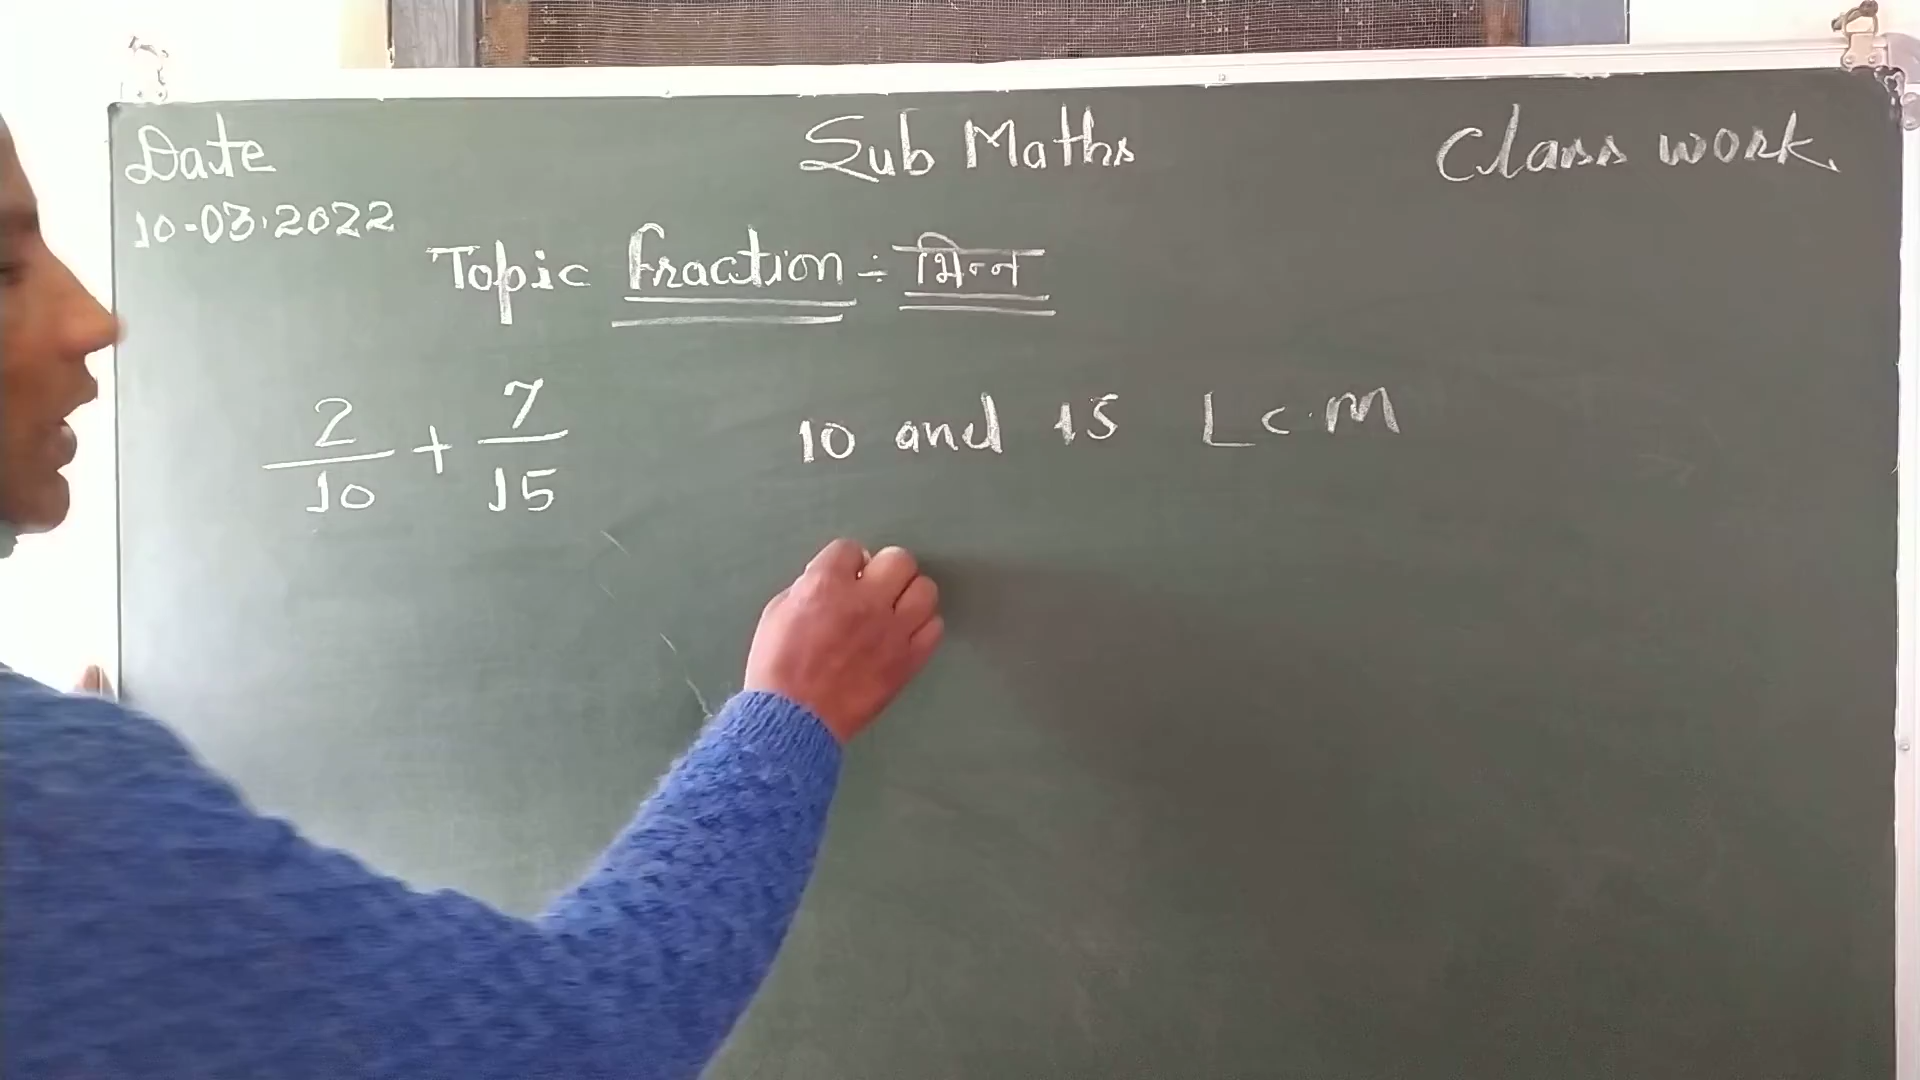 Date
Sub Maths
Class work.
10-03.2022
Topic Fraction ÷ भिन्न
2/10 + 7/15
10 and 15 L C.M